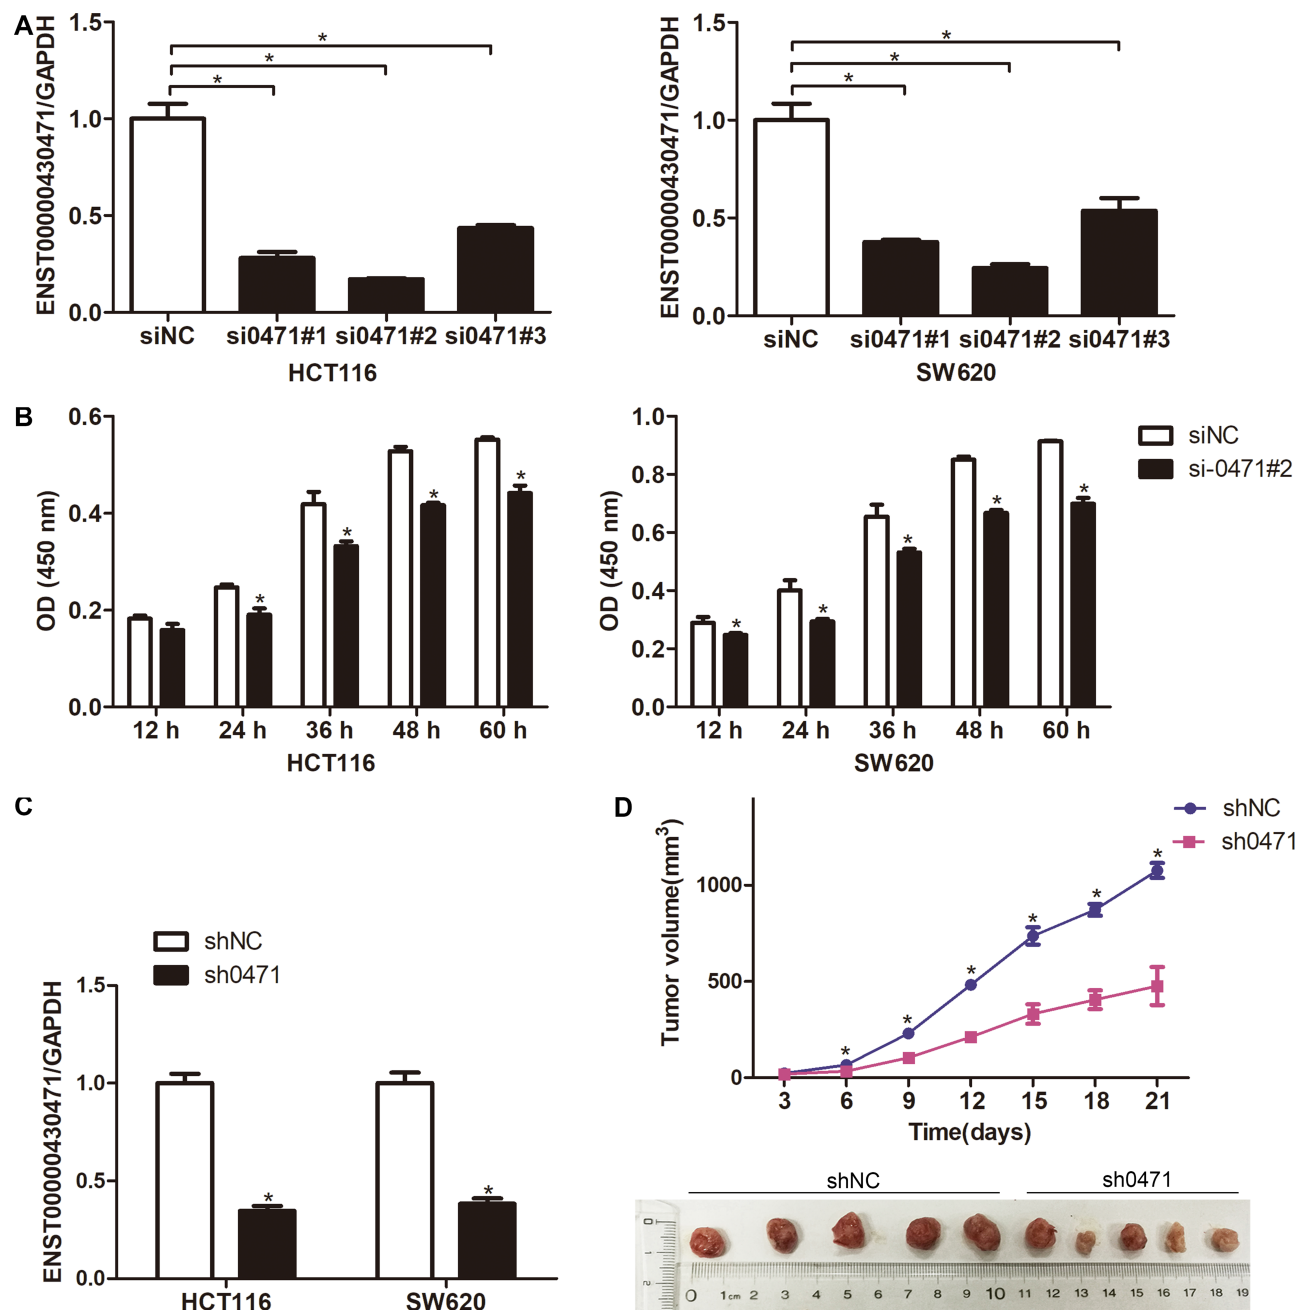 A
ENST00000430471/GAPDH
1.5
1.0
0.5
0.0
* * *
siNC si0471#1 si0471#2 si0471#3
HCT116
ENST00000430471/GAPDH
1.5
1.0
0.5
0.0
* * *
siNC si0471#1 si0471#2 si0471#3
SW620
B
OD (450 nm)
0.6
0.4
0.2
0.0
* * * *
12 h 24 h 36 h 48 h 60 h
HCT116
OD (450 nm)
1.0
0.8
0.6
0.4
0.2
0.0
* * * * *
12 h 24 h 36 h 48 h 60 h
SW620
siNC
si-0471#2
C
shNC
sh0471
ENST00000430471/GAPDH
1.5
1.0
0.5
0.0
* *
HCT116 SW620
D
shNC
sh0471
Tumor volume(mm3)
1000
500
0
* * * * * *
3 6 9 12 15 18 21
Time(days)
shNC sh0471
0
1
2
0 1cm 2 3 4 5 6 7 8 9 10 11 12 13 14 15 16 17 18 19